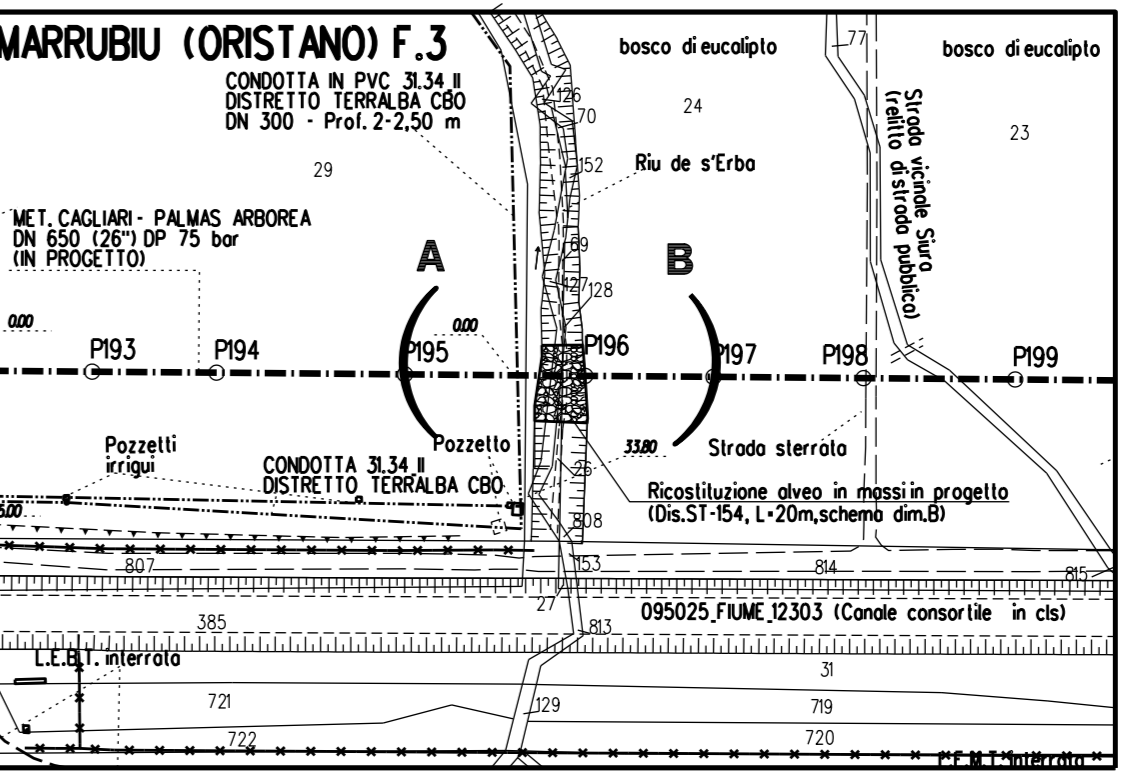 MARRUBIU (ORISTANO) F.3
CONDOTTA IN PVC 31.34_II
DISTRETTO TERRALBA CBO
DN 300 - Prof. 2-2,50 m
bosco di eucalipto
77
bosco di eucalipto
126
70
24
Strada vicinale Siura
(relitto di strada pubblica)
23
29
152
Riu de s'Erba
MET. CAGLIARI - PALMAS ARBOREA
DN 650 (26") DP 75 bar
(IN PROGETTO)
A
69
B
127
128
0.00
0.00
P193
P194
P195
P196
P197
P198
P199
Pozzetti
irrigui
Pozzetto
33.80
Strada sterrata
CONDOTTA 31.34_II
DISTRETTO TERRALBA CBO
26
Ricostituzione alveo in massi in progetto
(Dis.ST-154, L=20m,schema dim.B)
808
807
153
814
815
27
095025_FIUME_12303 (Canale consortile in cls)
385
813
L.E.B.T. interrata
31
721
129
719
722
720
L.E.M.T. interrata